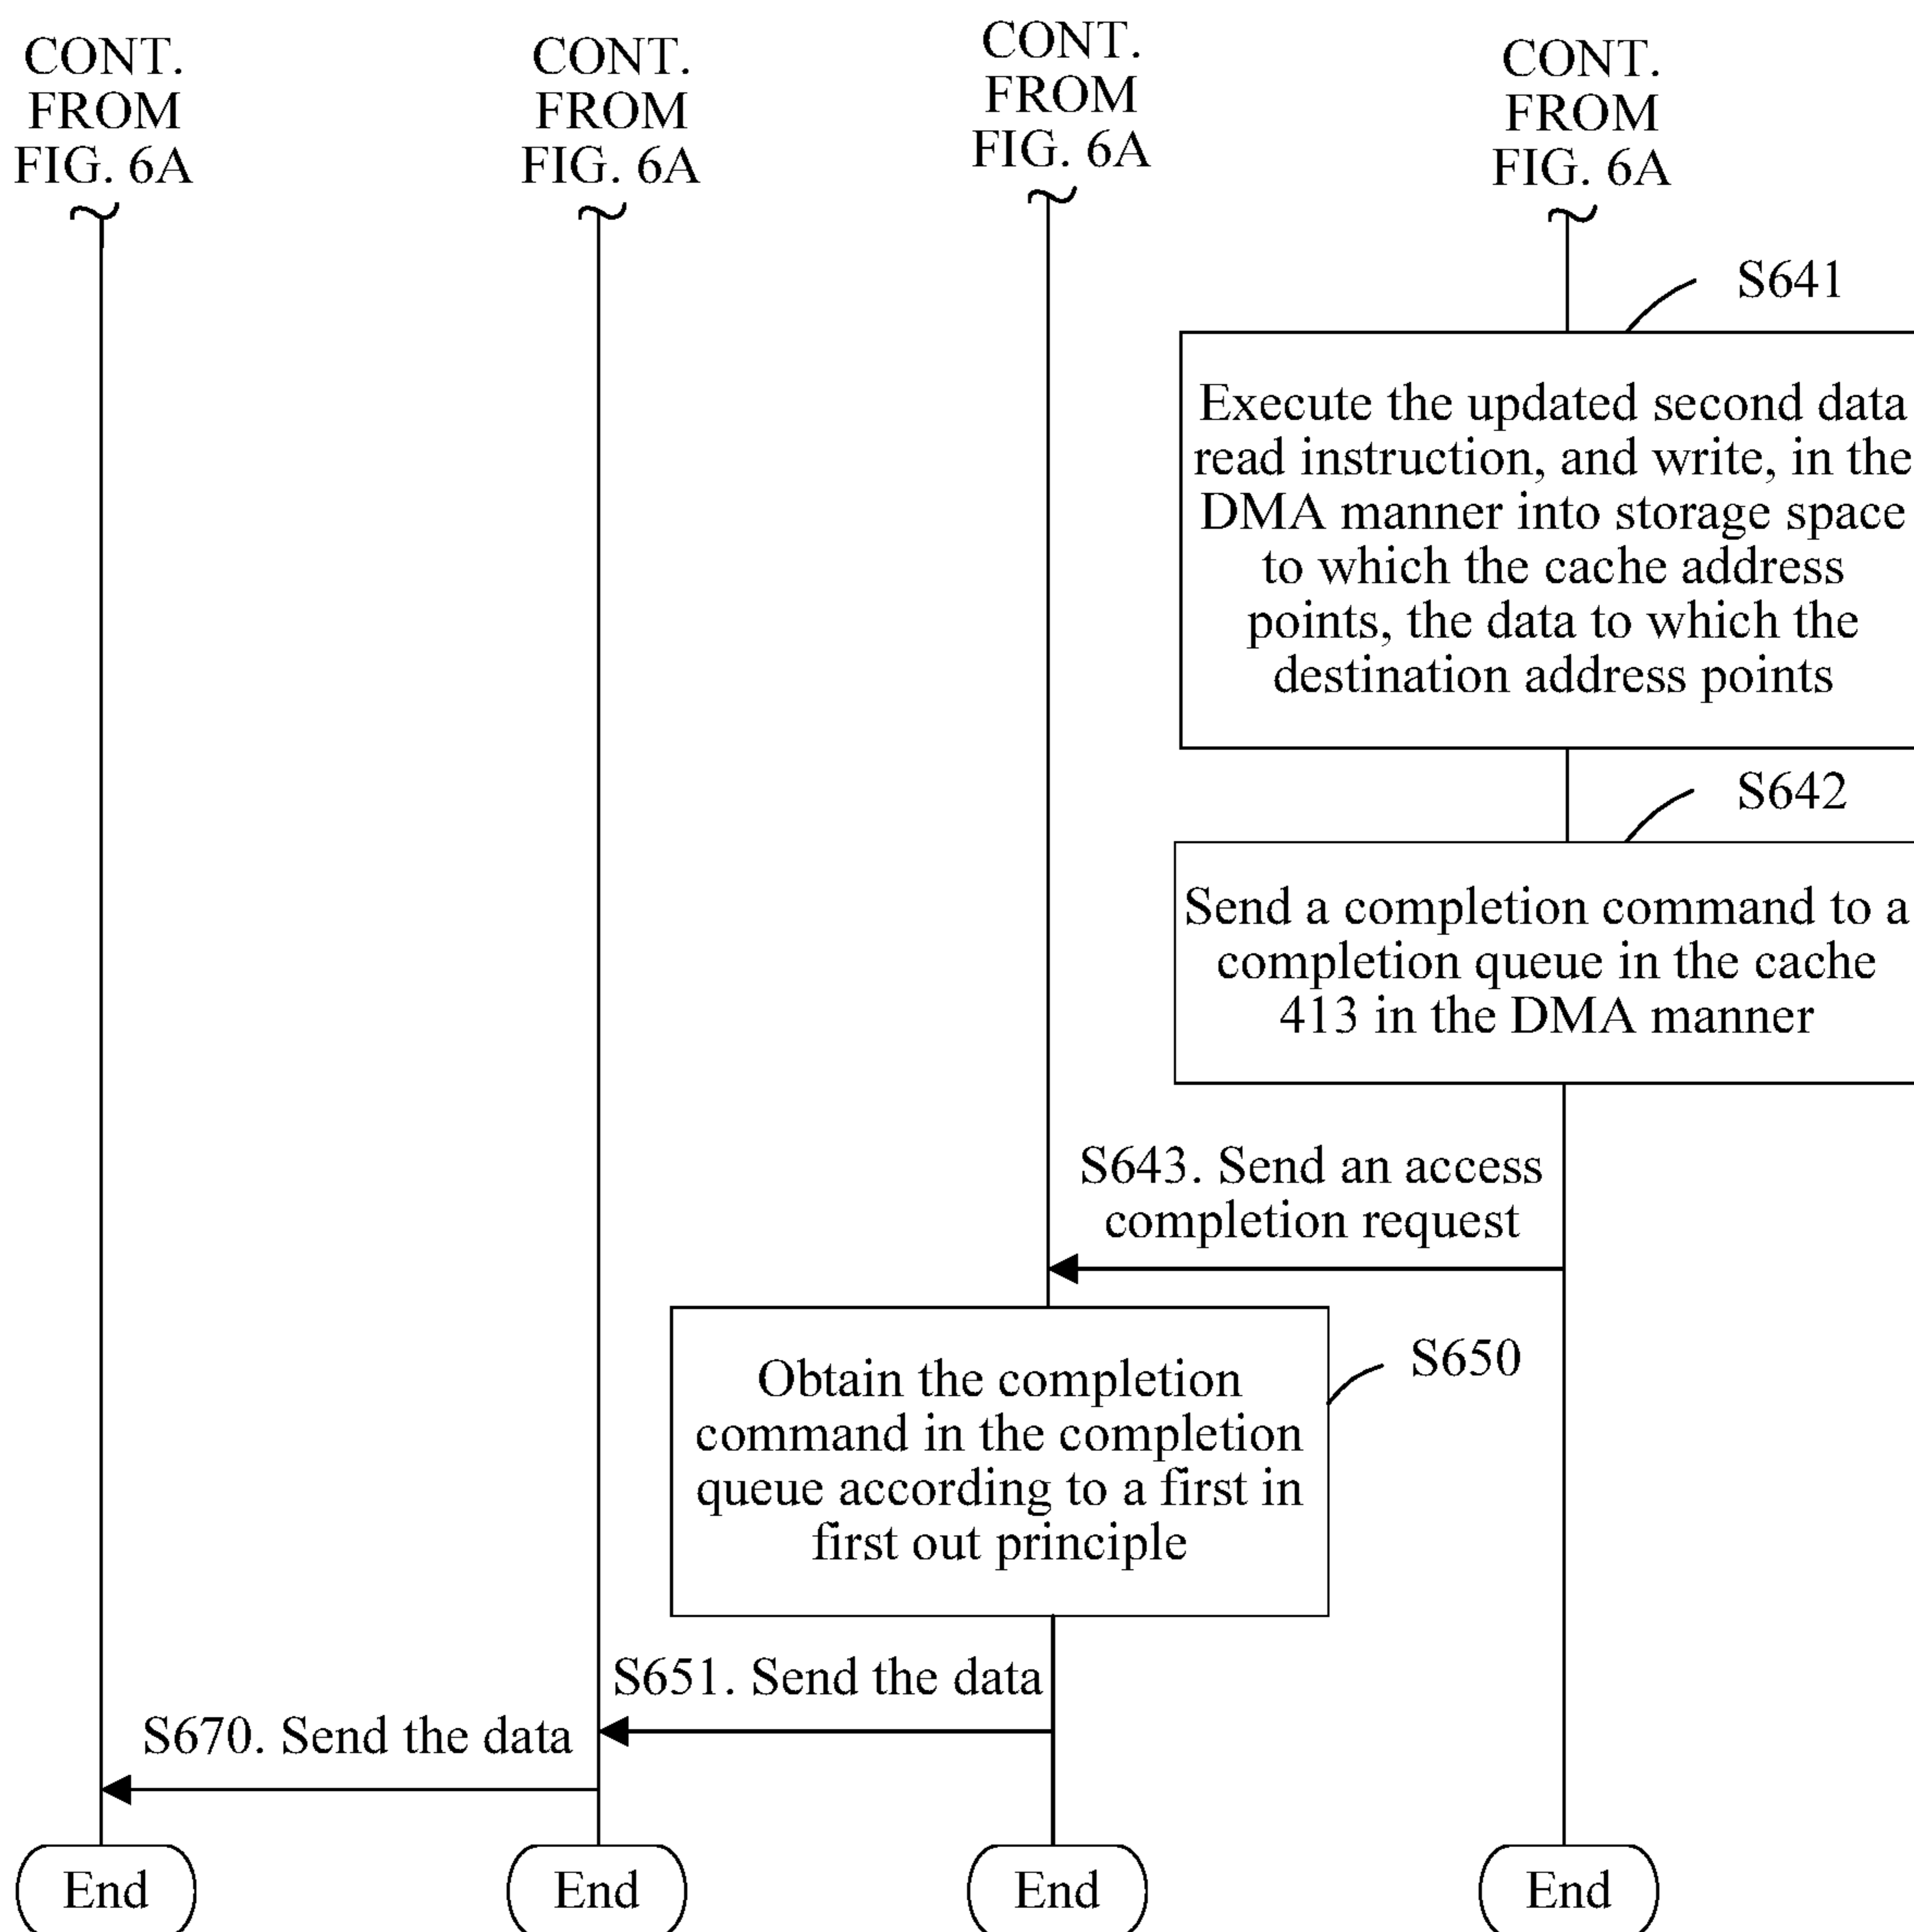 CONT.
FROM
FIG. 6A
CONT.
FROM
FIG. 6A
CONT.
FROM
FIG. 6A
CONT.
FROM
FIG. 6A
S641
Execute the updated second data
read instruction, and write, in the
DMA manner into storage space
to which the cache address
points, the data to which the
destination address points
S642
Send a completion command to a
completion queue in the cache
413 in the DMA manner
S643. Send an access
completion request
S650
Obtain the completion
command in the completion
queue according to a first in
first out principle
S651. Send the data
S670. Send the data
End
End
End
End